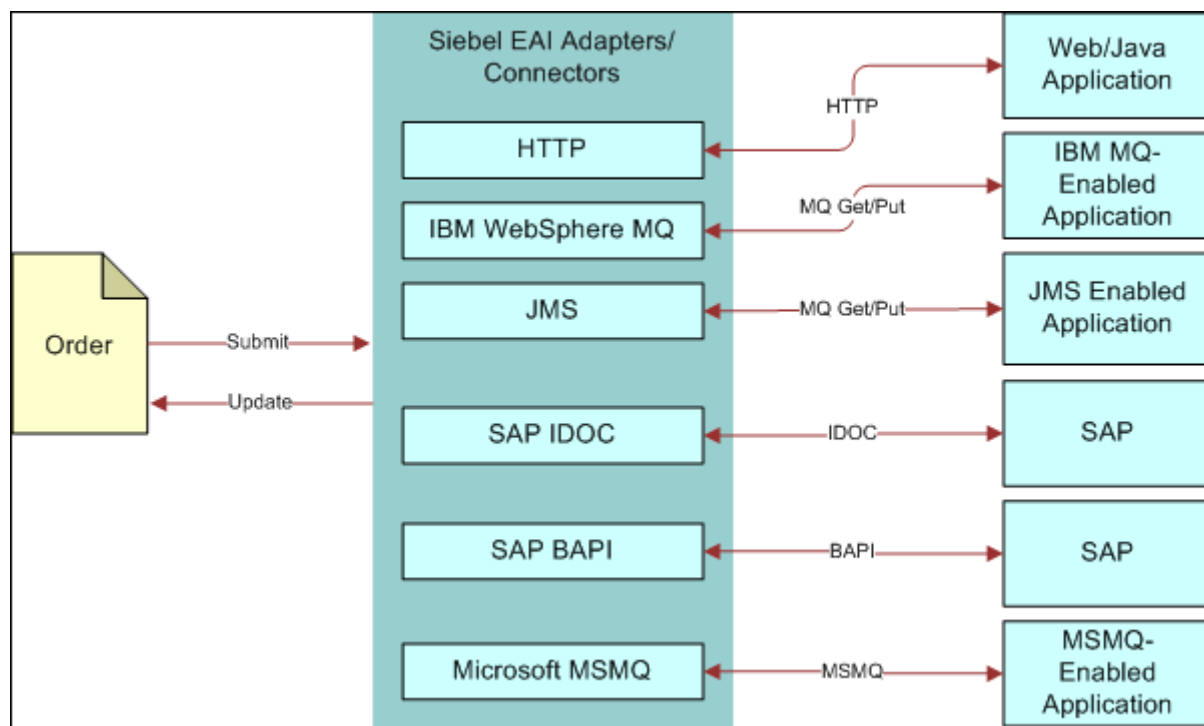 Siebel EAI Adapters/
Connectors
Web/Java
Application
HTTP
HTTP
IBM MQ-
Enabled
Application
MQ Get/Put
IBM WebSphere MQ
JMS
MQ Get/Put
JMS Enabled
Application
Order
Submit
Update
SAP IDOC
IDOC
SAP
SAP BAPI
BAPI
SAP
Microsoft MSMQ
MSMQ
MSMQ-
Enabled
Application